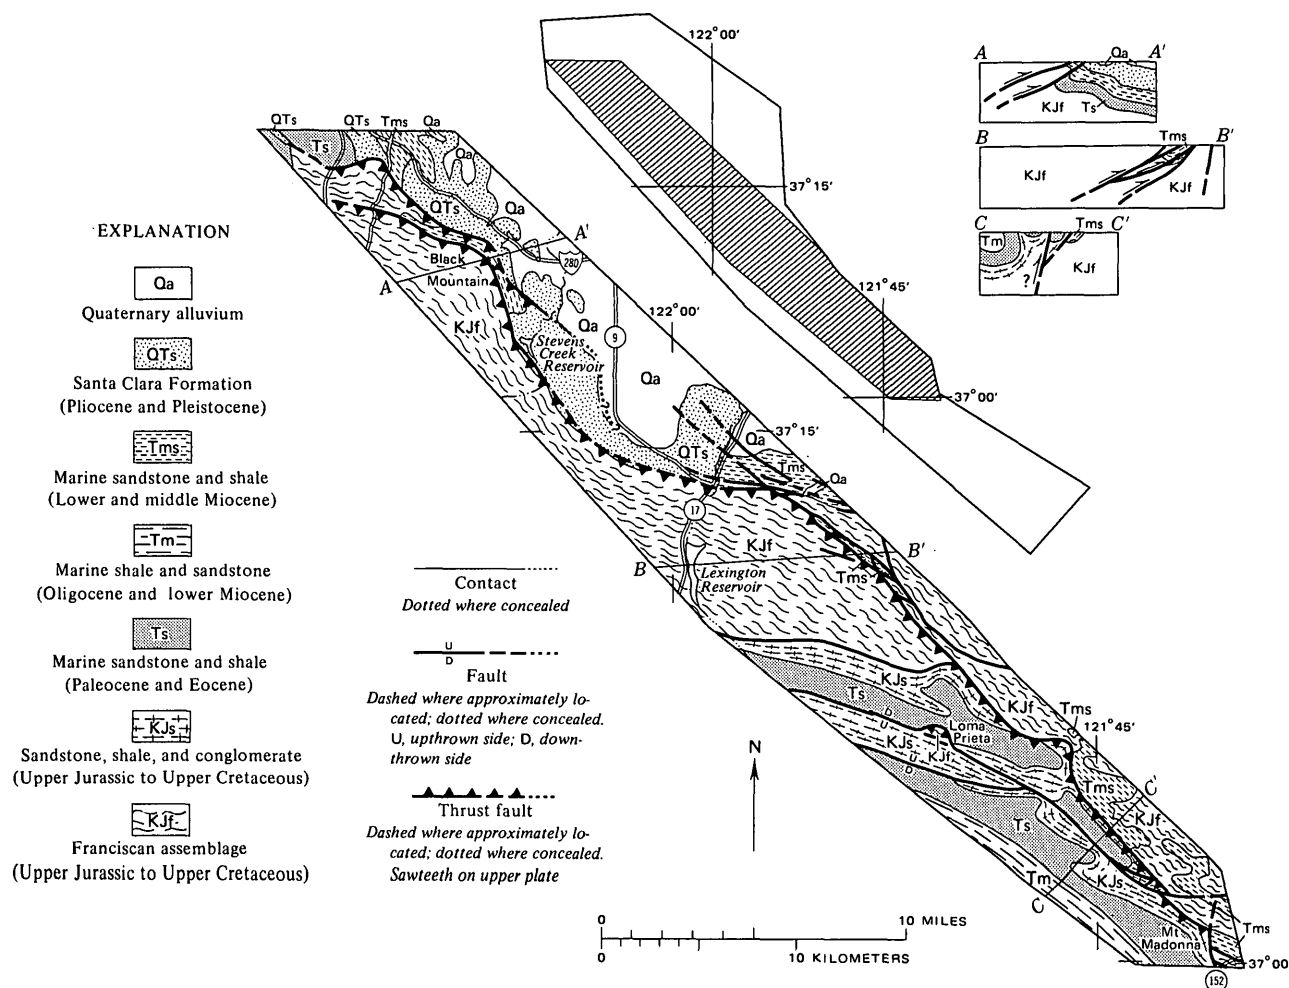 122°00'
37°15'
121°45'
37°00'
A
A'
Qa
KJf
Ts
B
Tms
B'
KJf
KJf
C
Tms
C'
Tm
KJf
?
QTs
QTs
Tms
Qa
Ts
Qa
QTs
Qa
A'
Black
280
Mountain
A
KJf
122°00'
Qa
9
Stevens
Creek
Reservoir
Qa
?
37°15'
Qa
QTs
Tms
Qa
17
KJf
B'
B
Lexington
Reservoir
Tms
KJs
Ts
KJf
Tms
121°45'
D
U
Loma
Prieta
KJs
KJf
U
D
Tms
C'
KJf
Ts
Tm
KJs
C
Mt
Madonna
Tms
37°00
152
N
EXPLANATION
Qa
Quaternary alluvium
QTs
Santa Clara Formation
(Pliocene and Pleistocene)
Tms
Marine sandstone and shale
(Lower and middle Miocene)
Tm
Marine shale and sandstone
(Oligocene and lower Miocene)
Ts
Marine sandstone and shale
(Paleocene and Eocene)
KJs
Sandstone, shale, and conglomerate
(Upper Jurassic to Upper Cretaceous)
KJf
Franciscan assemblage
(Upper Jurassic to Upper Cretaceous)
Contact
Dotted where concealed
U
D
Fault
Dashed where approximately lo-
cated; dotted where concealed.
U, upthrown side; D, down-
thrown side
Thrust fault
Dashed where approximately lo-
cated; dotted where concealed.
Sawteeth on upper plate
0 10 MILES
0 10 KILOMETERS